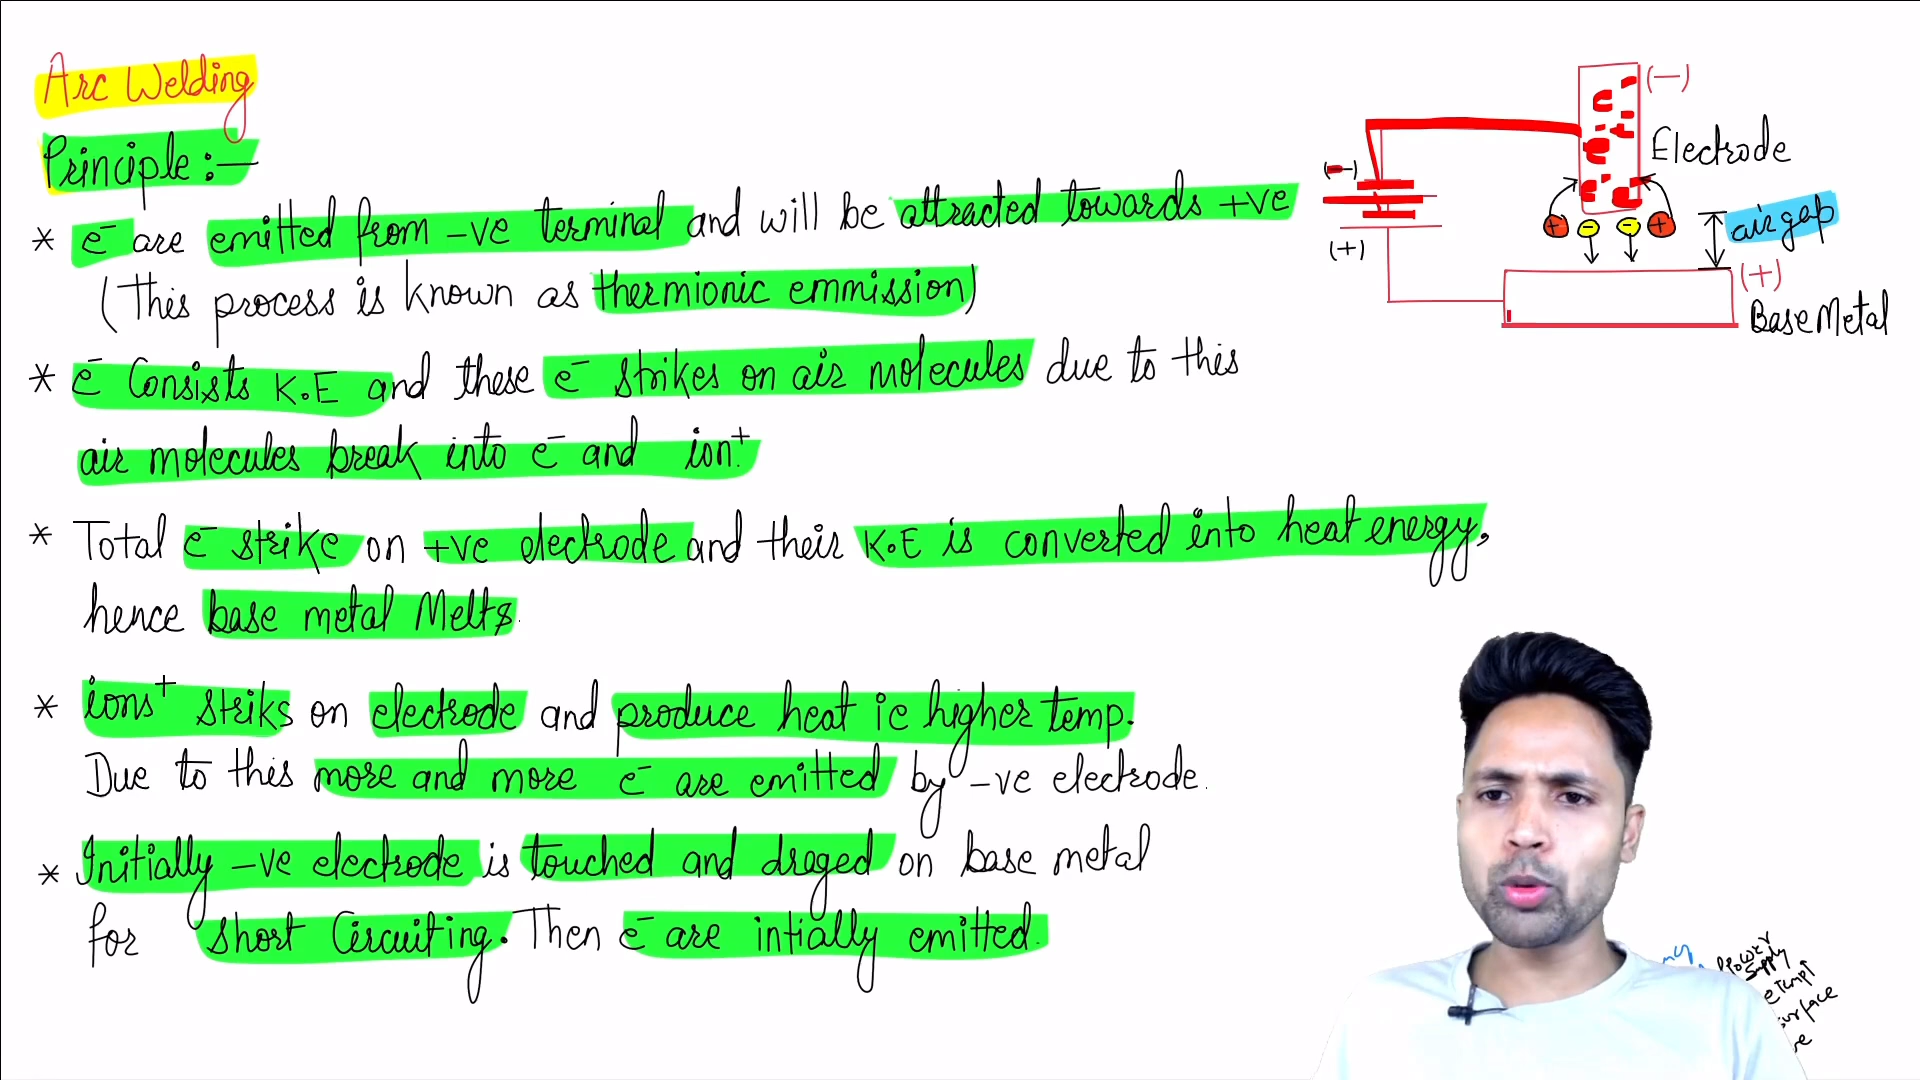 Arc Welding
Principle :-
* e⁻ are emitted from -ve terminal and will be attracted towards +ve
(This process is known as thermionic emmission)
* e⁻ Consists K.E and these e⁻ strikes on air molecules due to this
air molecules break into e⁻ and ion⁺.
* Total e⁻ strike on +ve electrode and their K.E is converted into heat energy,
hence base metal Melts.
* ions⁺ striks on electrode and produce heat ie higher temp.
Due to this more and more e⁻ are emitted by -ve electrode.
* Initially -ve electrode is touched and draged on base metal
for Short Circuiting. Then e⁻ are intially emitted.
(-)
Electrode
(-)
+ - - +
air gap
(+)
(+)
Base Metal
Power
Supply